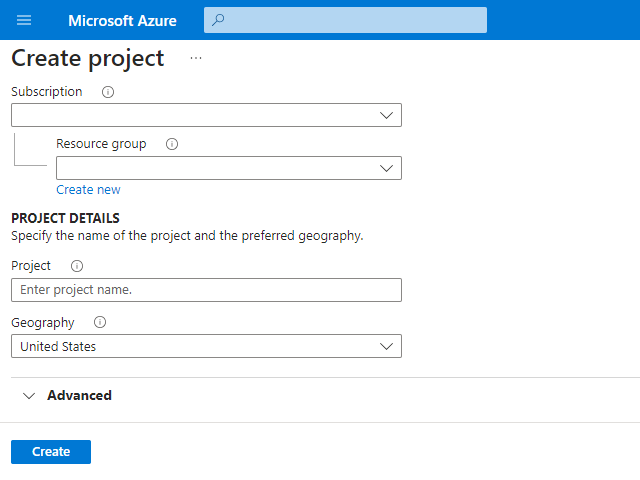 Microsoft Azure
Create project ...
Subscription
Resource group
Create new
PROJECT DETAILS
Specify the name of the project and the preferred geography.
Project
Enter project name.
Geography
United States
Advanced
Create